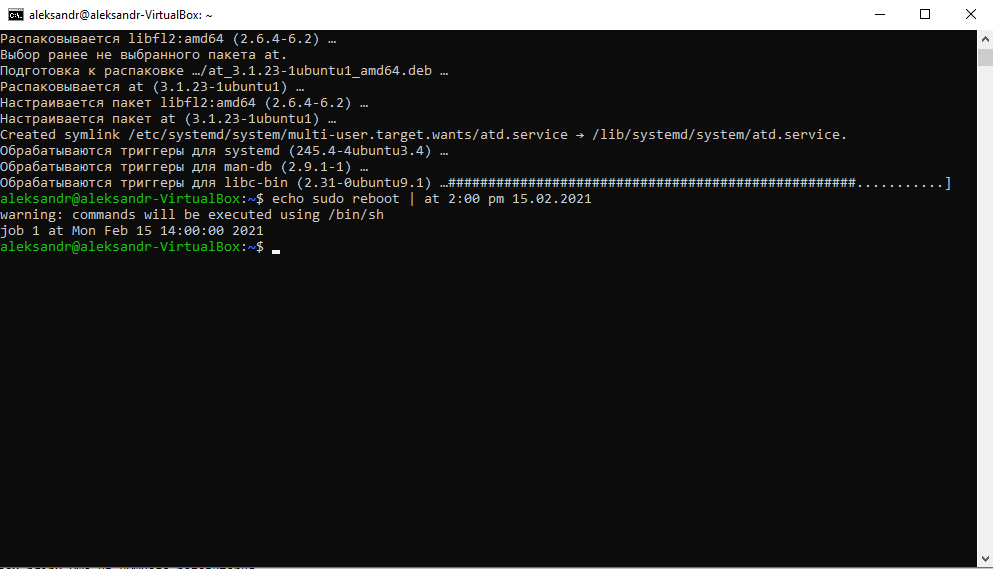 aleksandr@aleksandr-VirtualBox: ~
Распаковывается libfl2:amd64 (2.6.4-6.2) …
Выбор ранее не выбранного пакета at.
Подготовка к распаковке …/at_3.1.23-1ubuntu1_amd64.deb …
Распаковывается at (3.1.23-1ubuntu1) …
Настраивается пакет libfl2:amd64 (2.6.4-6.2) …
Настраивается пакет at (3.1.23-1ubuntu1) …
Created symlink /etc/systemd/system/multi-user.target.wants/atd.service → /lib/systemd/system/atd.service.
Обрабатываются триггеры для systemd (245.4-4ubuntu3.4) …
Обрабатываются триггеры для man-db (2.9.1-1) …
Обрабатываются триггеры для libc-bin (2.31-0ubuntu9.1) …###################################################...........]
aleksandr@aleksandr-VirtualBox:~$ echo sudo reboot | at 2:00 pm 15.02.2021
warning: commands will be executed using /bin/sh
job 1 at Mon Feb 15 14:00:00 2021
aleksandr@aleksandr-VirtualBox:~$